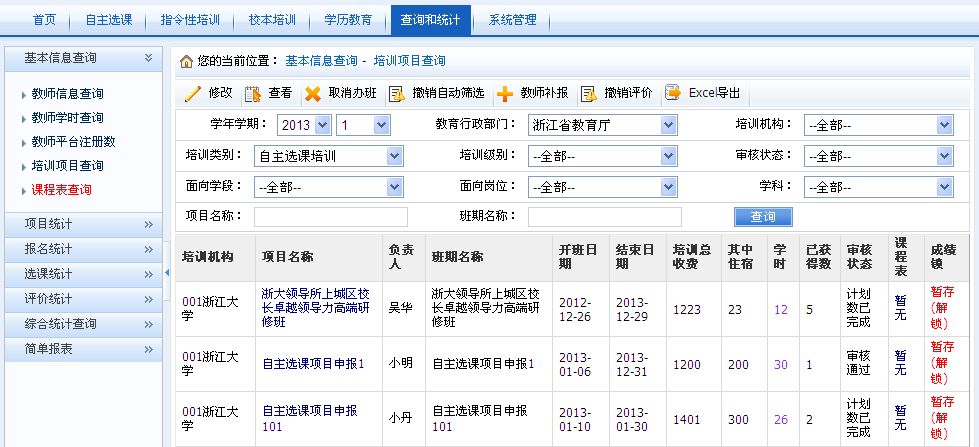 首页 自主选课 指令性培训 校本培训 学历教育 查询和统计 系统管理
基本信息查询
教师信息查询
教师学时查询
教师平台注册数
培训项目查询
课程表查询
项目统计
报名统计
选课统计
评价统计
综合统计查询
简单报表
您的当前位置： 基本信息查询 - 培训项目查询
修改 查看 取消办班 撤销自动筛选 教师补报 撤销评价 Excel导出
学年学期： 2013 1 教育行政部门： 浙江省教育厅 培训机构： --全部--
培训类别： 自主选课培训 培训级别： --全部-- 审核状态： --全部--
面向学段： --全部-- 面向岗位： --全部-- 学科： --全部--
项目名称： 班期名称： 查询
培训机构 项目名称 负责人 班期名称 开班日期 结束日期 培训总收费 其中住宿 学时 已获得数 审核状态 课程表 成绩锁
001浙江大学 浙大领导所上城区校长卓越领导力高端研修班 吴华 浙大领导所上城区校长卓越领导力高端研修班 2012-12-26 2013-12-29 1223 23 12 5 计划数已完成 暂无 暂存(解锁)
001浙江大学 自主选课项目申报1 小明 自主选课项目申报1 2013-01-06 2013-12-31 1200 200 30 1 审核通过 暂无 暂存(解锁)
001浙江大学 自主选课项目申报101 小丹 自主选课项目申报101 2013-01-10 2013-01-30 1401 300 26 2 计划数已完成 暂无 暂存(解锁)